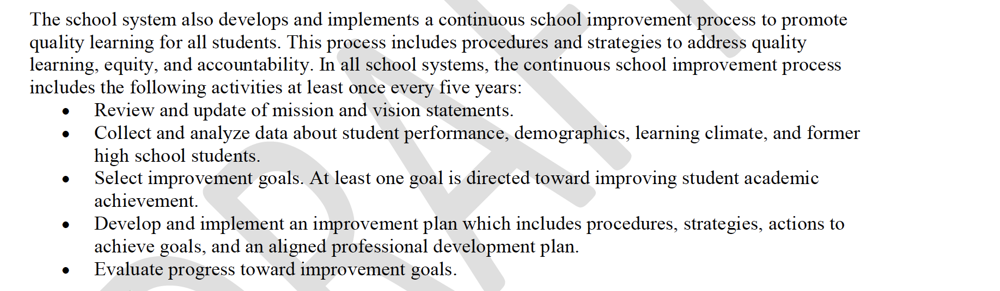 The school system also develops and implements a continuous school improvement process to promote
quality learning for all students. This process includes procedures and strategies to address quality
learning, equity, and accountability. In all school systems, the continuous school improvement process
includes the following activities at least once every five years:
• Review and update of mission and vision statements.
• Collect and analyze data about student performance, demographics, learning climate, and former
high school students.
• Select improvement goals. At least one goal is directed toward improving student academic
achievement.
• Develop and implement an improvement plan which includes procedures, strategies, actions to
achieve goals, and an aligned professional development plan.
• Evaluate progress toward improvement goals.